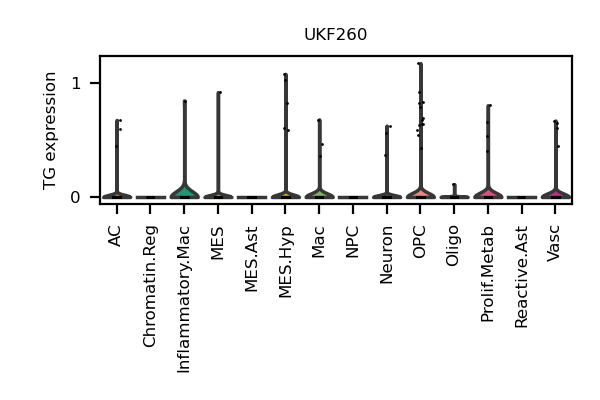 UKF260
TG expression
1
0
AC
Chromatin.Reg
Inflammatory.Mac
MES
MES.Ast
MES.Hyp
Mac
NPC
Neuron
OPC
Oligo
Prolif.Metab
Reactive.Ast
Vasc